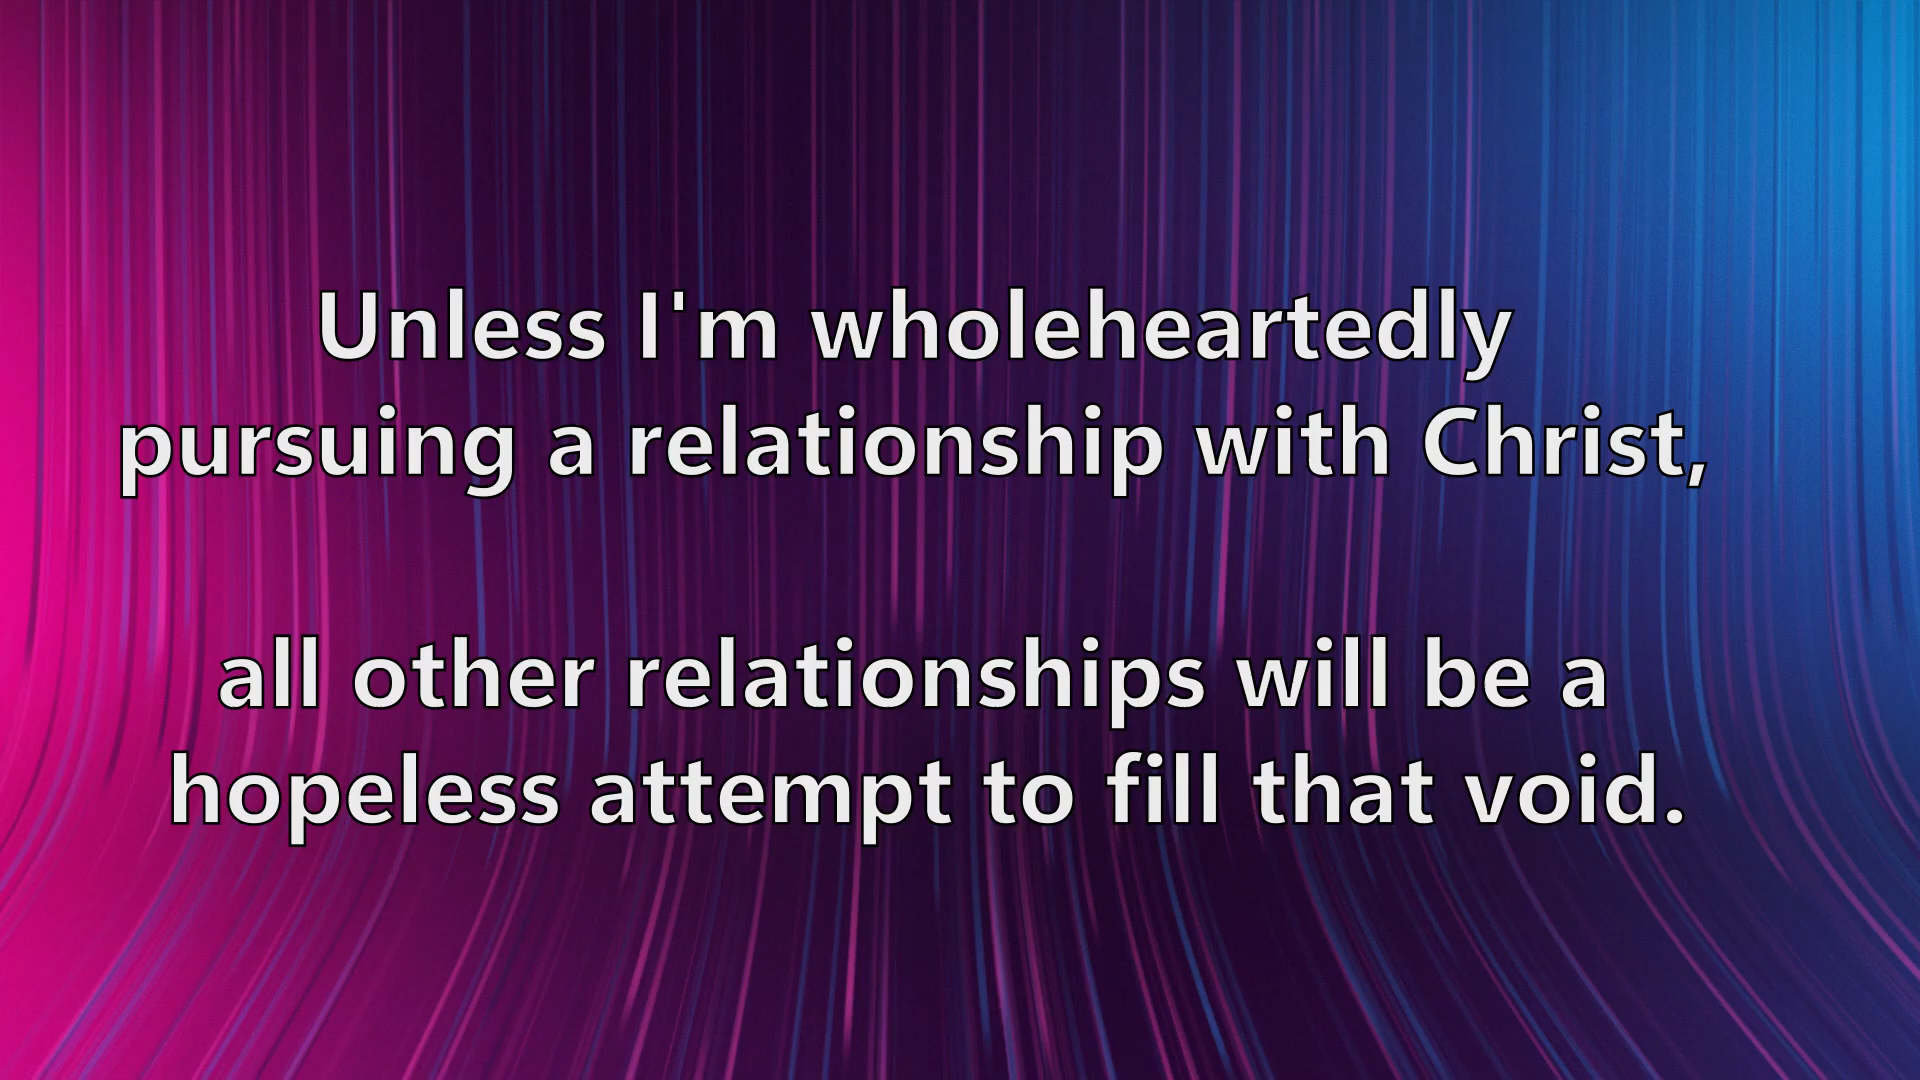 Unless I'm wholeheartedly
pursuing a relationship with Christ,
all other relationships will be a
hopeless attempt to fill that void.